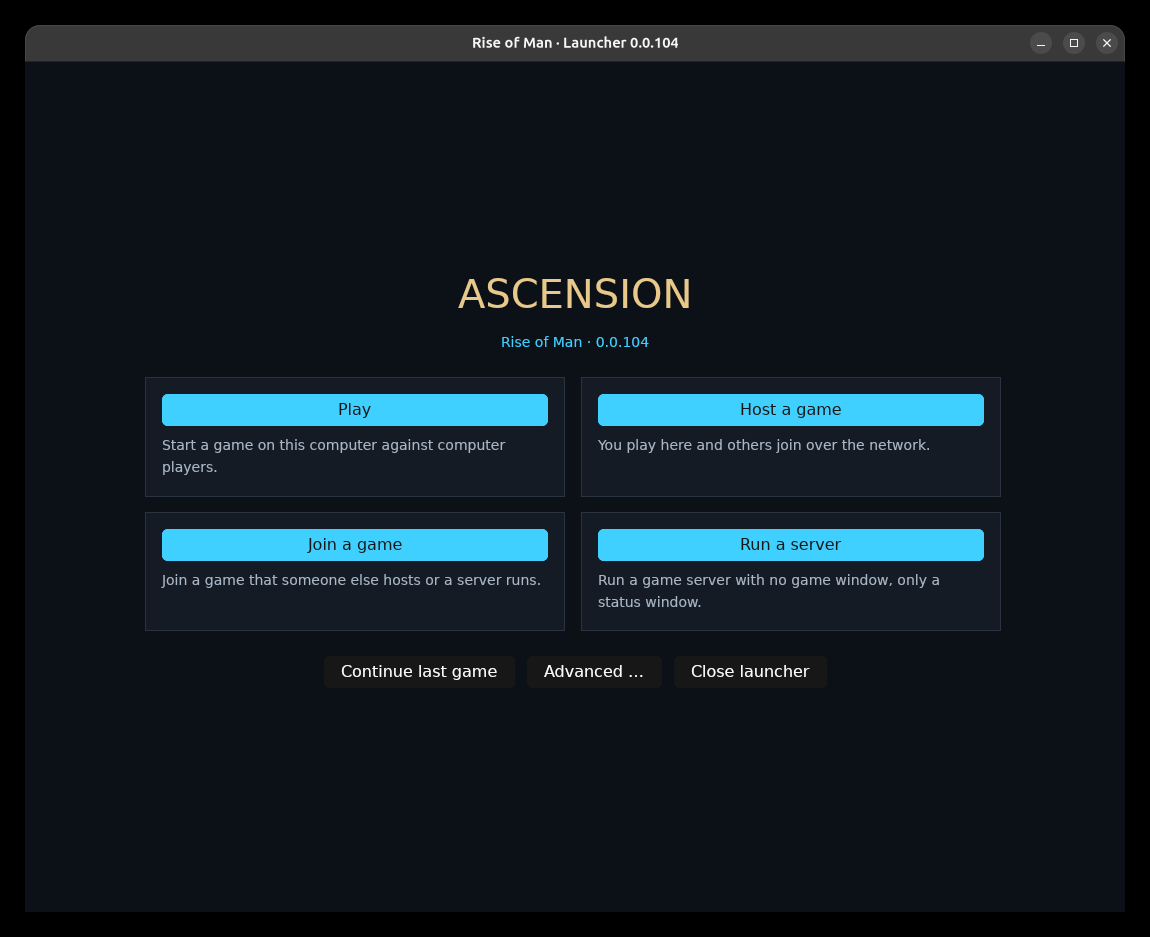 Rise of Man · Launcher 0.0.104
ASCENSION
Rise of Man · 0.0.104
Play
Start a game on this computer against computer
players.
Host a game
You play here and others join over the network.
Join a game
Join a game that someone else hosts or a server runs.
Run a server
Run a game server with no game window, only a
status window.
Continue last game
Advanced ...
Close launcher